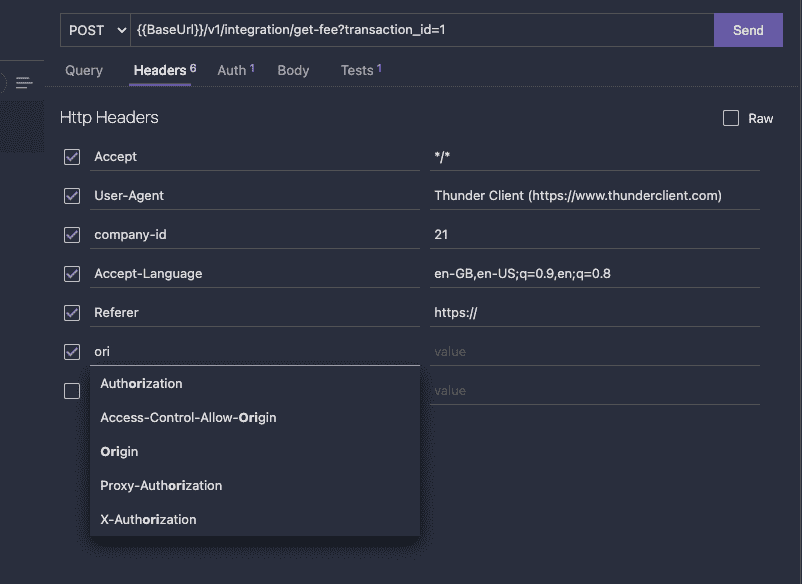 POST {{BaseUrl}}/v1/integration/get-fee?transaction_id=1 Send
Query Headers 6 Auth 1 Body Tests 1
Http Headers Raw
Accept */*
User-Agent Thunder Client (https://www.thunderclient.com)
company-id 21
Accept-Language en-GB,en-US;q=0.9,en;q=0.8
Referer https://
ori value
value
Authorization
Access-Control-Allow-Origin
Origin
Proxy-Authorization
X-Authorization